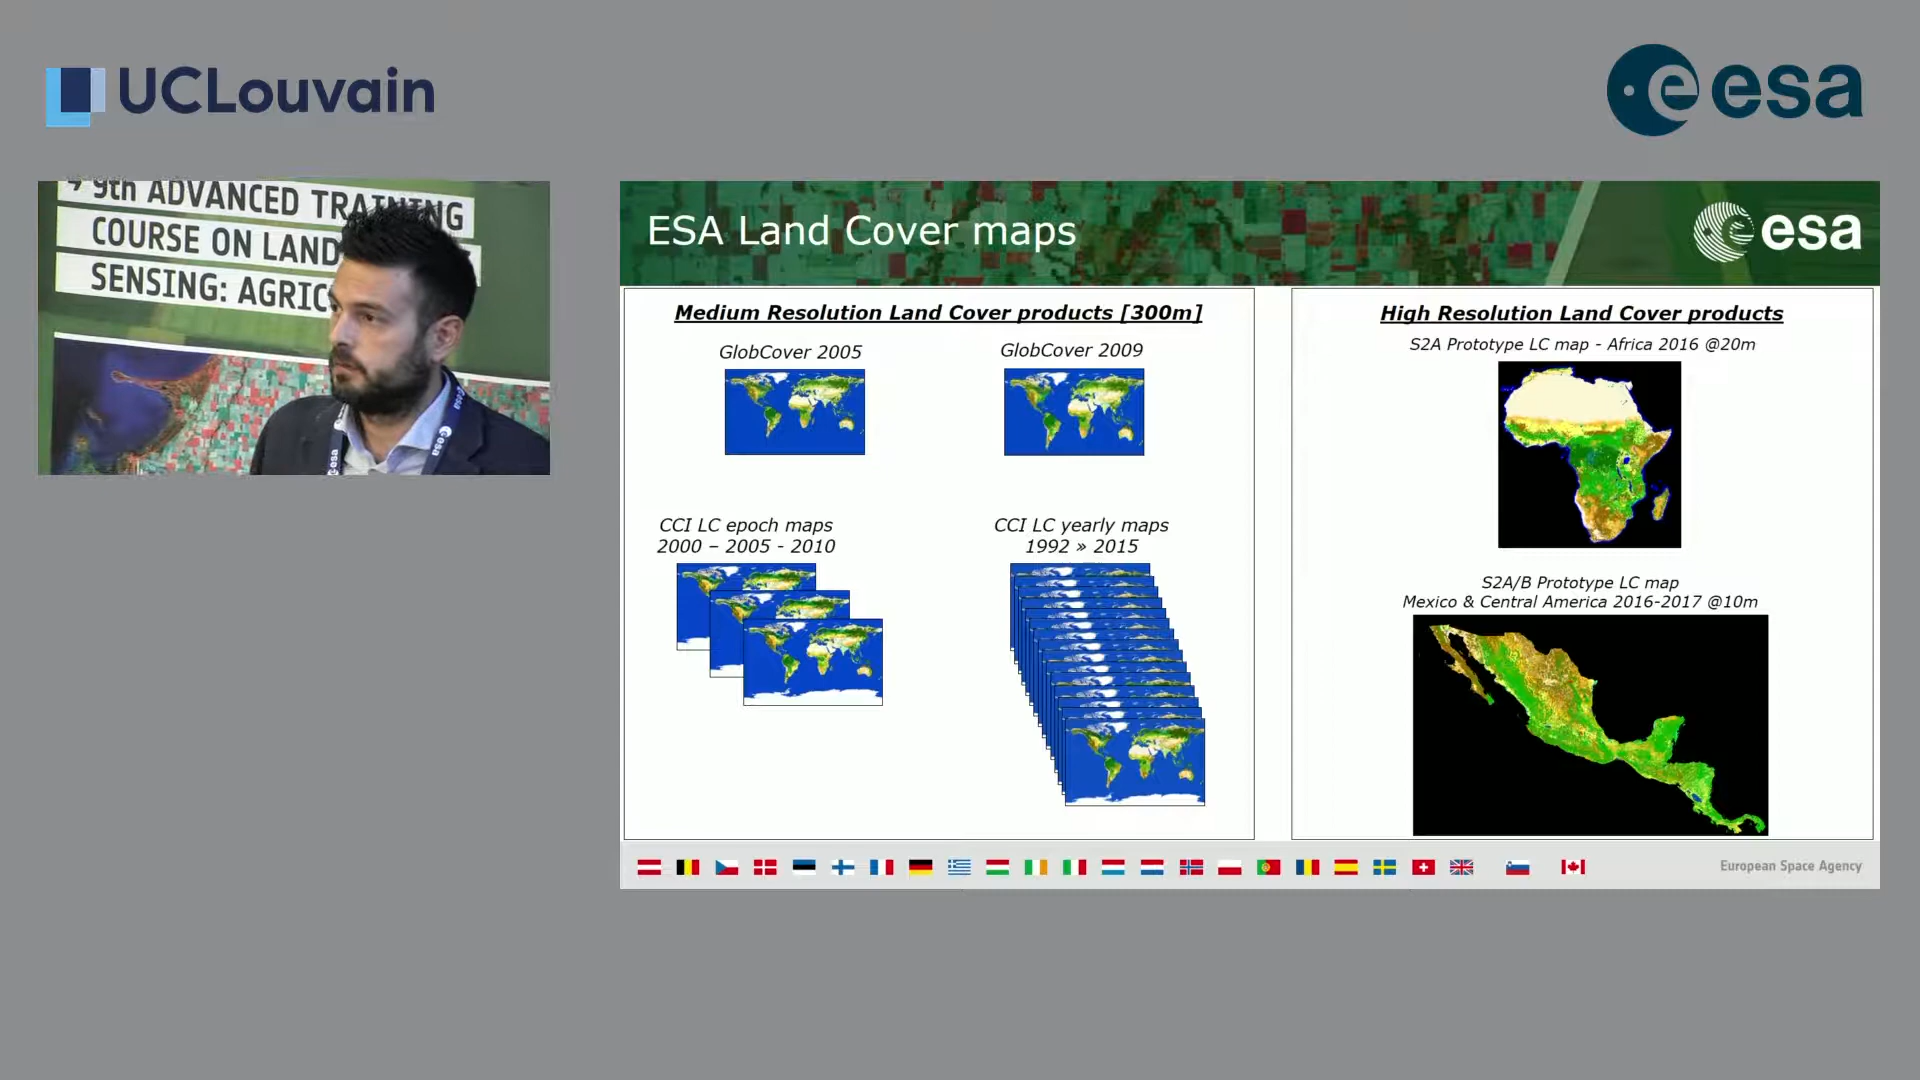 UCLouvain
esa
9th ADVANCED TRAINING
COURSE ON LAND
SENSING: AGRIC
esa
esa
ESA Land Cover maps
esa
Medium Resolution Land Cover products [300m]
GlobCover 2005
GlobCover 2009
CCI LC epoch maps
2000 – 2005 - 2010
CCI LC yearly maps
1992 » 2015
High Resolution Land Cover products
S2A Prototype LC map - Africa 2016 @20m
S2A/B Prototype LC map
Mexico & Central America 2016-2017 @10m
European Space Agency